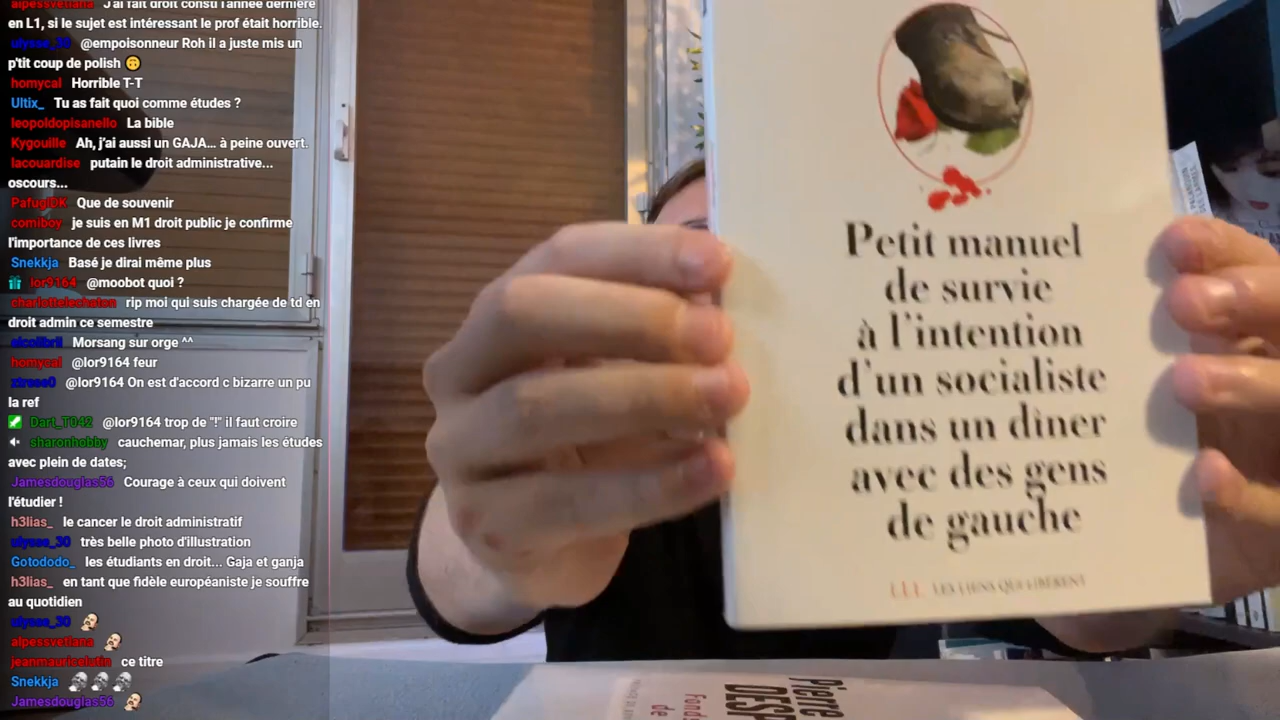 alpessvetlana J'ai fait droit consti l'année dernière
en L1, si le sujet est intéressant le prof était horrible.
ulysse_30 @empoisonneur Roh il a juste mis un
p'tit coup de polish 🙃
homycal Horrible T-T
Ultix_ Tu as fait quoi comme études ?
leopoldopisanello La bible
Kygouille Ah, j'ai aussi un GAJA... à peine ouvert.
lacouardise putain le droit administrative...
oscours...
PafugiDK Que de souvenir
comiboy je suis en M1 droit public je confirme
l'importance de ces livres
Snekkja Basé je dirai même plus
lor9164 @moobot quoi ?
charlottelechaton rip moi qui suis chargée de td en
droit admin ce semestre
Morsang sur orge ^^
homycal @lor9164 feur
ztrose0 @lor9164 On est d'accord c bizarre un pu
la ref
Dart_T042 @lor9164 trop de "!" il faut croire
sharonhobby cauchemar, plus jamais les études
avec plein de dates;
Jamesdouglas56 Courage à ceux qui doivent
l'étudier !
h3lias_ le cancer le droit administratif
ulysse_30 très belle photo d'illustration
Gotododo_ les étudiants en droit... Gaja et ganja
h3lias_ en tant que fidèle européaniste je souffre
au quotidien
ulysse_30
alpessvetlana
jeanmauricelutin ce titre
Snekkja
Jamesdouglas56
Petit manuel
de survie
à l'intention
d'un socialiste
dans un dîner
avec des gens
de gauche
LLL LES LIENS QUI LIBÈRENT
Pierre
DESP
Fonds
de